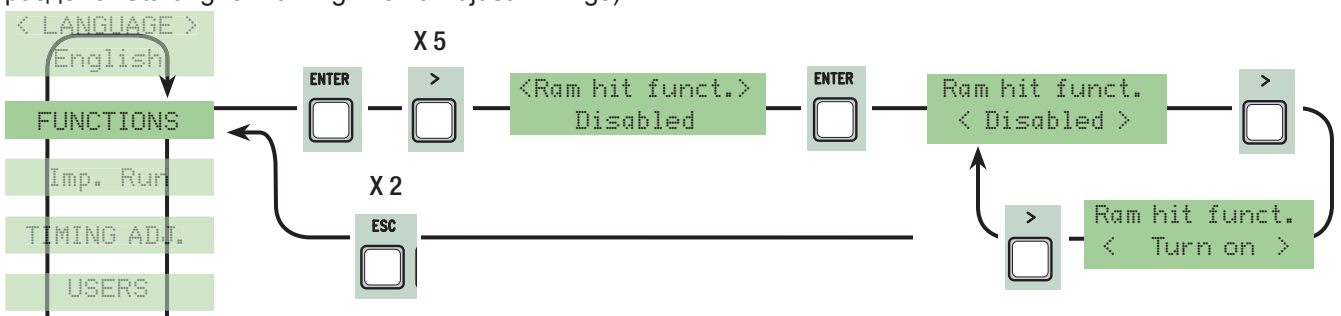 < LANGUAGE >
English
FUNCTIONS
Imp. Run
TIMING ADJ.
USERS
ENTER
X 5
>
<Ram hit funct.>
Disabled
ENTER
Ram hit funct.
< Disabled >
>
X 2
ESC
>
Ram hit funct.
< Turn on >